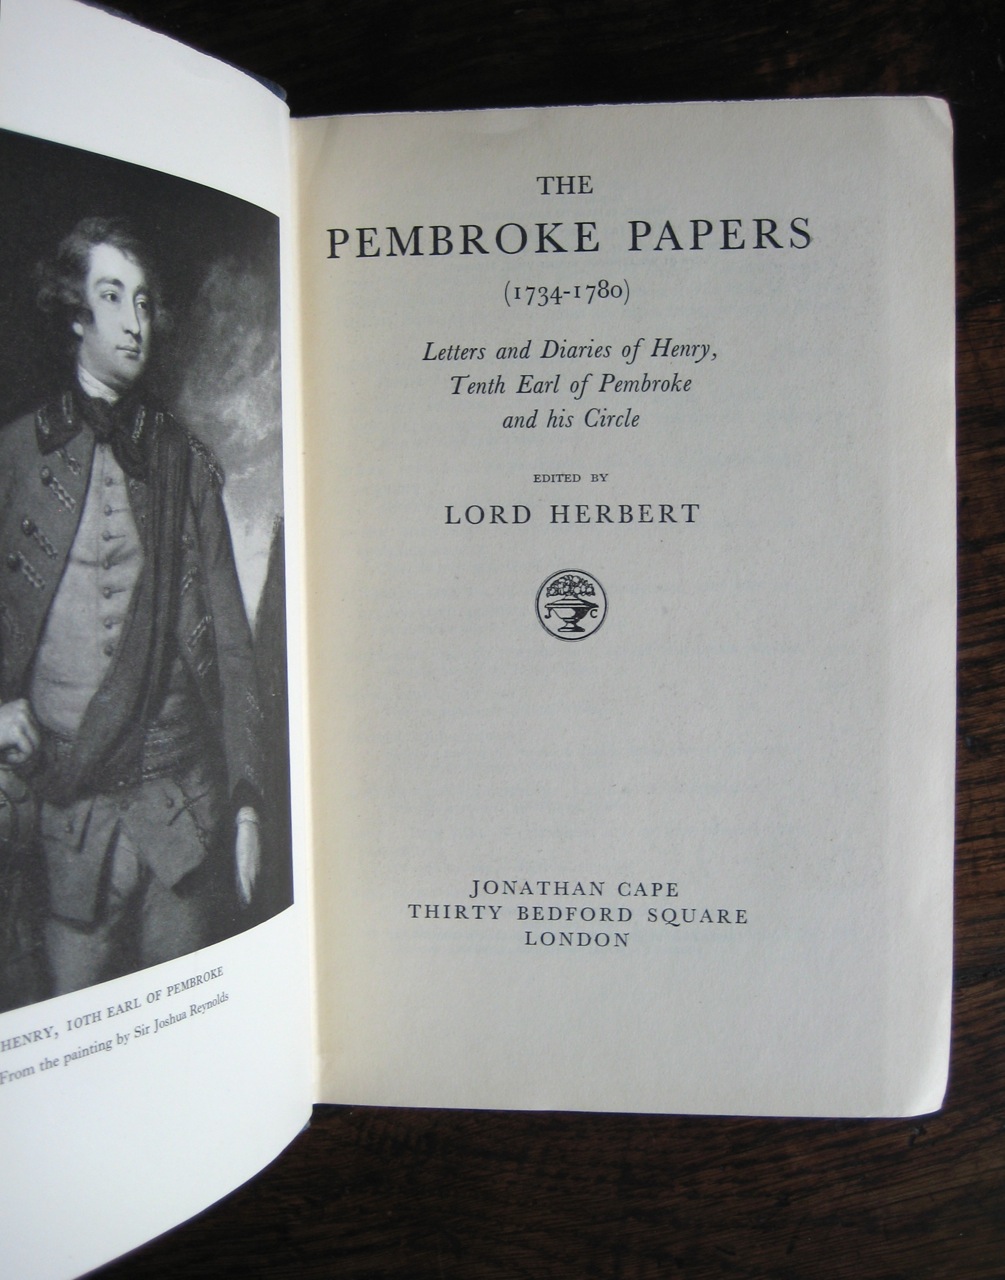 HENRY, 10TH EARL OF PEMBROKE
From the painting by Sir Joshua Reynolds
THE
PEMBROKE PAPERS
(1734-1780)
Letters and Diaries of Henry,
Tenth Earl of Pembroke
and his Circle
EDITED BY
LORD HERBERT
J C
JONATHAN CAPE
THIRTY BEDFORD SQUARE
LONDON